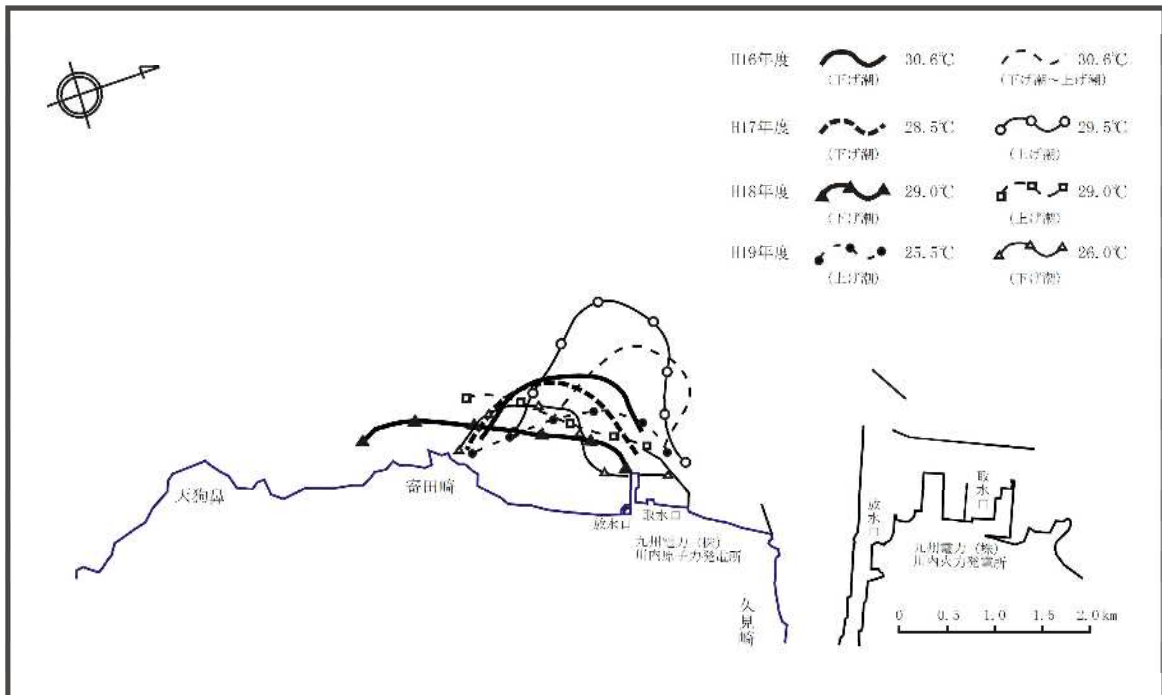 H16年度 30.6℃ 30.6℃
(下げ潮) (下げ潮～上げ潮)
H17年度 28.5℃ 29.5℃
(下げ潮) (上げ潮)
H18年度 29.0℃ 29.0℃
(下げ潮) (上げ潮)
H19年度 25.5℃ 26.0℃
(上げ潮) (下げ潮)
天狗鼻
寄田崎
放水口
取水口
九州電力(株)
川内原子力発電所
久見崎
放水口
取水口
九州電力(株)
川内火力発電所
0 0.5 1.0 1.5 2.0km